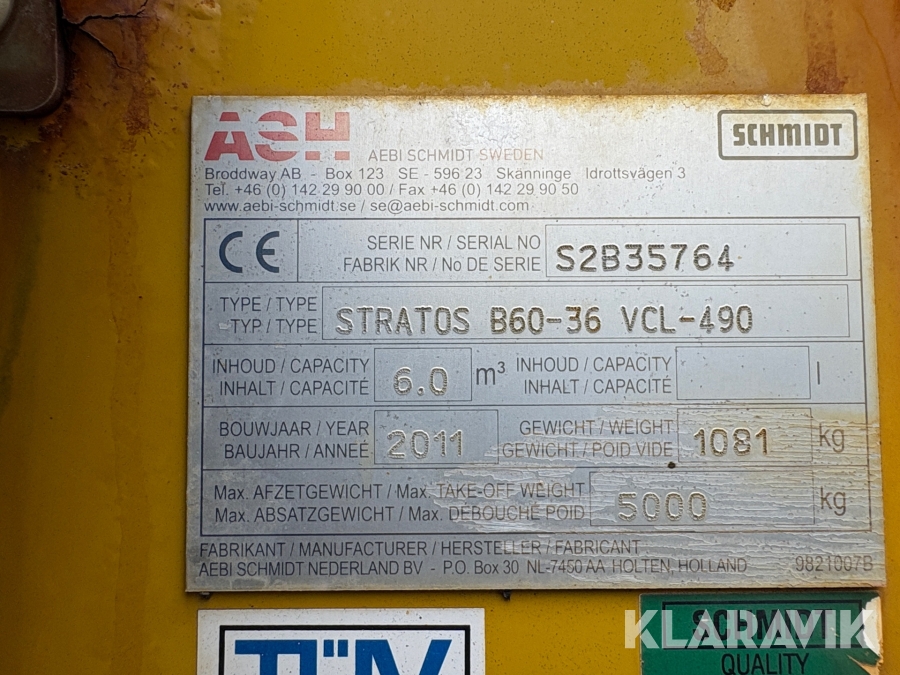 ASH AEBI SCHMIDT SWEDEN
SCHMIDT
Broddway AB - Box 123 SE - 596 23 Skänninge Idrottsvägen 3
Tel. +46 (0) 142 29 90 00 / Fax +46 (0) 142 29 90 50
www.aebi-schmidt.se / se@aebi-schmidt.com
CE
SERIE NR / SERIAL NO
FABRIK NR / No DE SERIE
S2B35764
TYPE / TYPE
TYP / TYPE
STRATOS B60-36 VCL-490
INHOUD / CAPACITY
INHALT / CAPACITÉ
6.0 m³
INHOUD / CAPACITY
INHALT / CAPACITÉ
l
BOUWJAAR / YEAR
BAUJAHR / ANNEÉ
2011
GEWICHT / WEIGHT
GEWICHT / POID VIDE
1081 kg
Max. AFZETGEWICHT / Max. TAKE-OFF WEIGHT
Max. ABSATZGEWICHT / Max. DÉBOUCHÉ POID
5000 kg
FABRIKANT / MANUFACTURER / HERSTELLER / FABRICANT
AEBI SCHMIDT NEDERLAND BV - P.O. Box 30 NL-7450 AA HOLTEN, HOLLAND 9821007B
TÜV
SCHMIDT
QUALITY
KLARAVIK